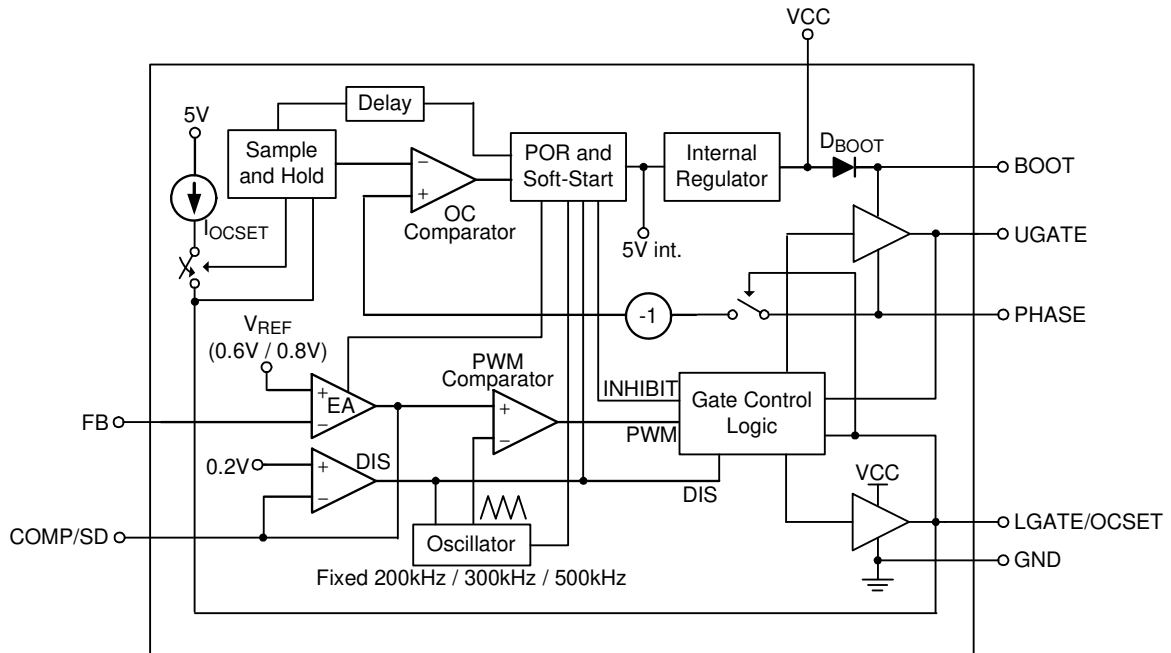 VCC
5V
Delay
Sample
and Hold
POR and
Soft-Start
Internal
Regulator
DBOOT
BOOT
IOCSET
OC
Comparator
5V int.
UGATE
-1
PHASE
VREF
(0.6V / 0.8V)
PWM
Comparator
+
−
+
−
+
−
+
−
EA
INHIBIT
PWM
Gate Control
Logic
FB
0.2V
DIS
DIS
VCC
COMP/SD
Oscillator
Fixed 200kHz / 300kHz / 500kHz
LGATE/OCSET
GND